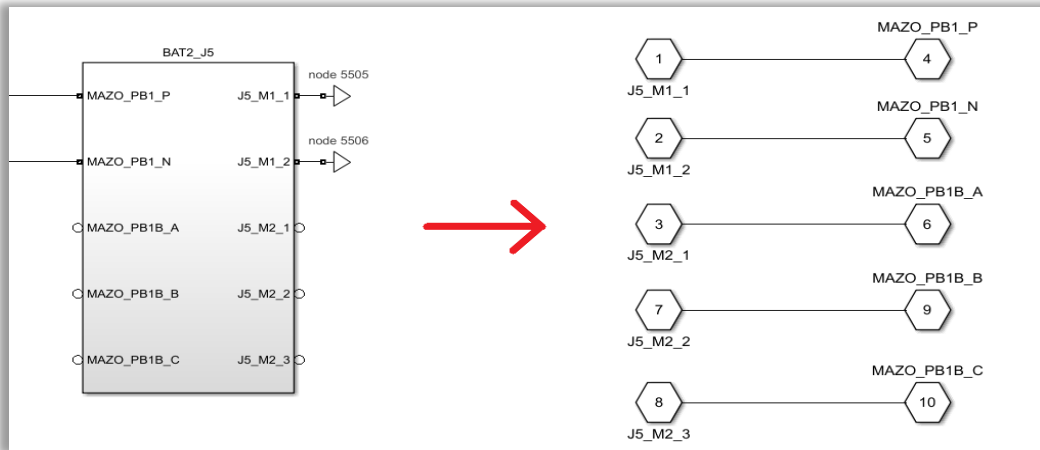 BAT2_J5
MAZO_PB1_P J5_M1_1 node 5505
MAZO_PB1_N J5_M1_2 node 5506
MAZO_PB1B_A J5_M2_1
MAZO_PB1B_B J5_M2_2
MAZO_PB1B_C J5_M2_3
MAZO_PB1_P
1 4
J5_M1_1
MAZO_PB1_N
2 5
J5_M1_2
MAZO_PB1B_A
3 6
J5_M2_1
MAZO_PB1B_B
7 9
J5_M2_2
MAZO_PB1B_C
8 10
J5_M2_3